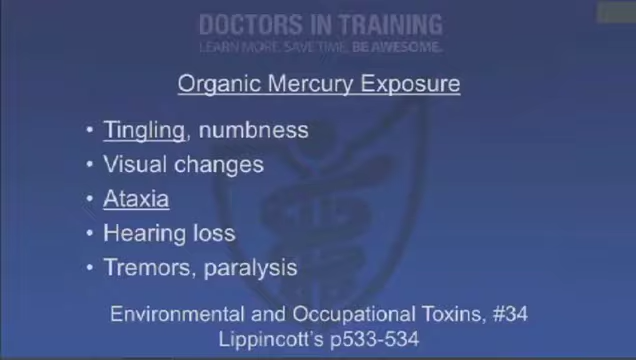 DOCTORS IN TRAINING
LEARN MORE. SAVE TIME. BE AWESOME.
Organic Mercury Exposure
• Tingling, numbness
• Visual changes
• Ataxia
• Hearing loss
• Tremors, paralysis
Environmental and Occupational Toxins, #34
Lippincott's p533-534